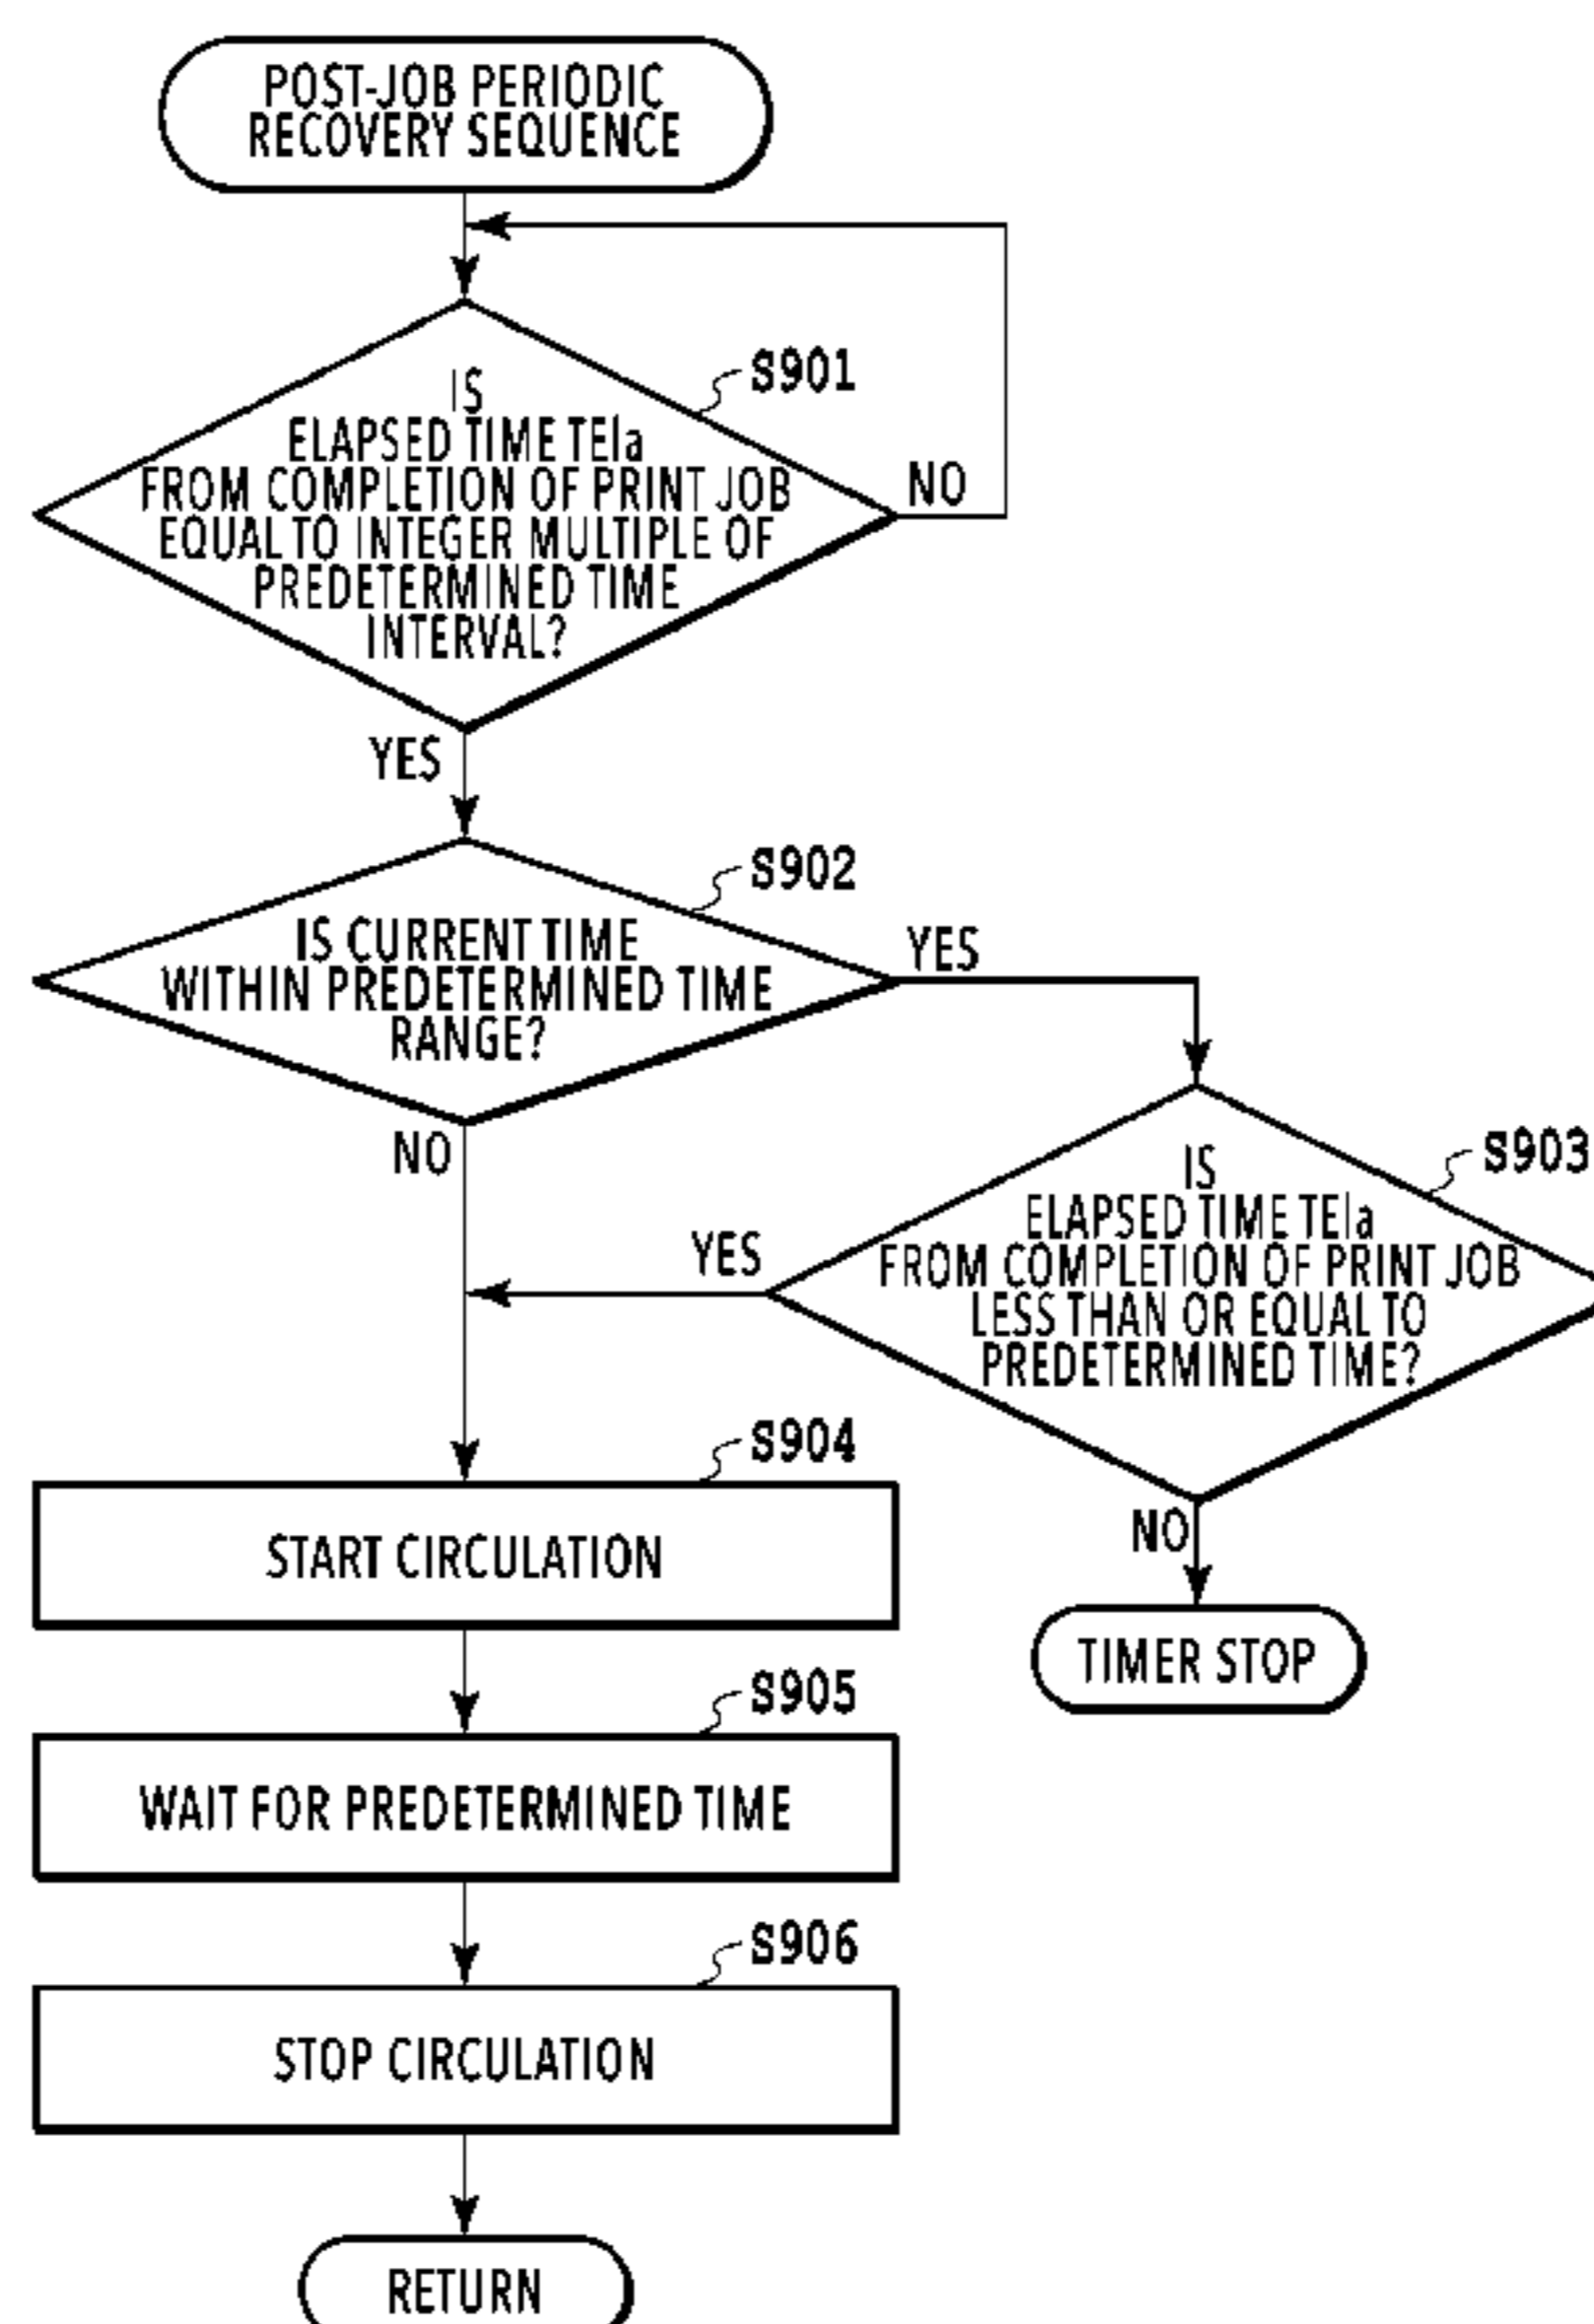 POST-JOB PERIODIC
RECOVERY SEQUENCE
S901
IS
ELAPSED TIME TEla
FROM COMPLETION OF PRINT JOB
EQUAL TO INTEGER MULTIPLE OF
PREDETERMINED TIME
INTERVAL?
NO
YES
S902
IS CURRENT TIME
WITHIN PREDETERMINED TIME
RANGE?
YES
NO
S903
IS
ELAPSED TIME TEla
FROM COMPLETION OF PRINT JOB
LESS THAN OR EQUAL TO
PREDETERMINED TIME?
YES
NO
TIMER STOP
S904
START CIRCULATION
S905
WAIT FOR PREDETERMINED TIME
S906
STOP CIRCULATION
RETURN